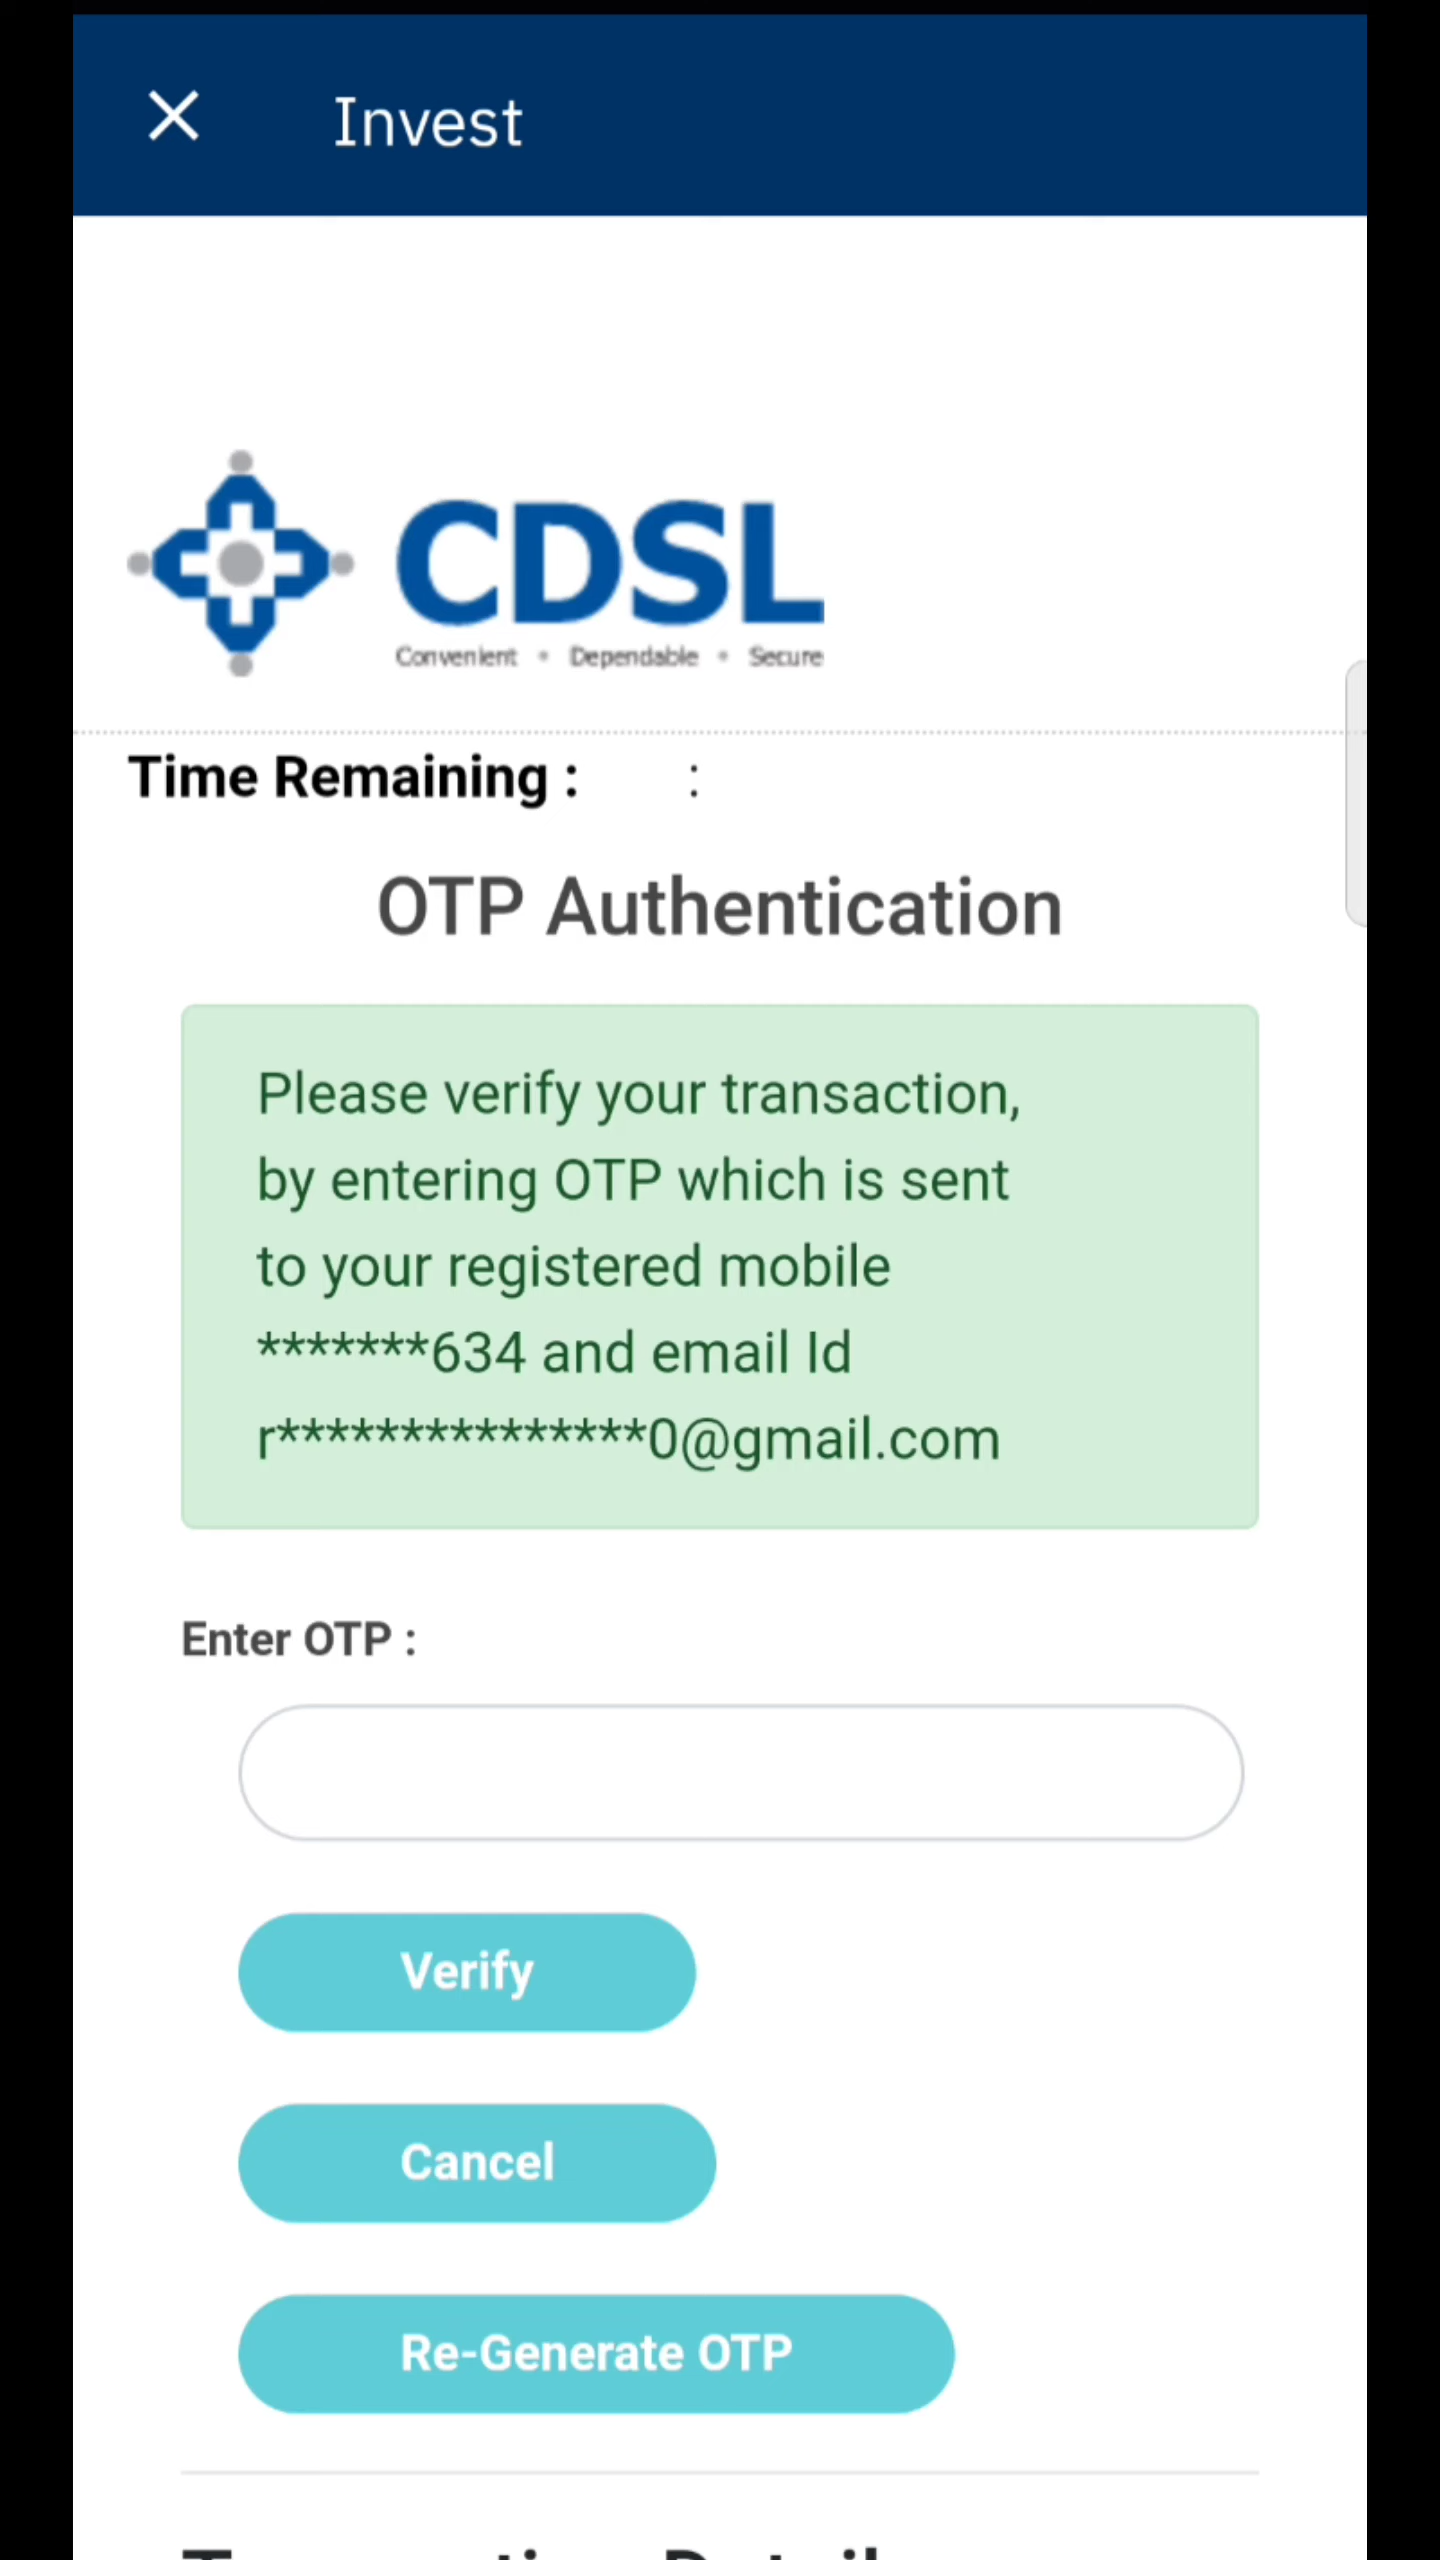 Invest
CDSL
Convenient • Dependable • Secure
Time Remaining : :
OTP Authentication
Please verify your transaction,
by entering OTP which is sent
to your registered mobile
*******634 and email Id
r***************0@gmail.com
Enter OTP :
Verify
Cancel
Re-Generate OTP